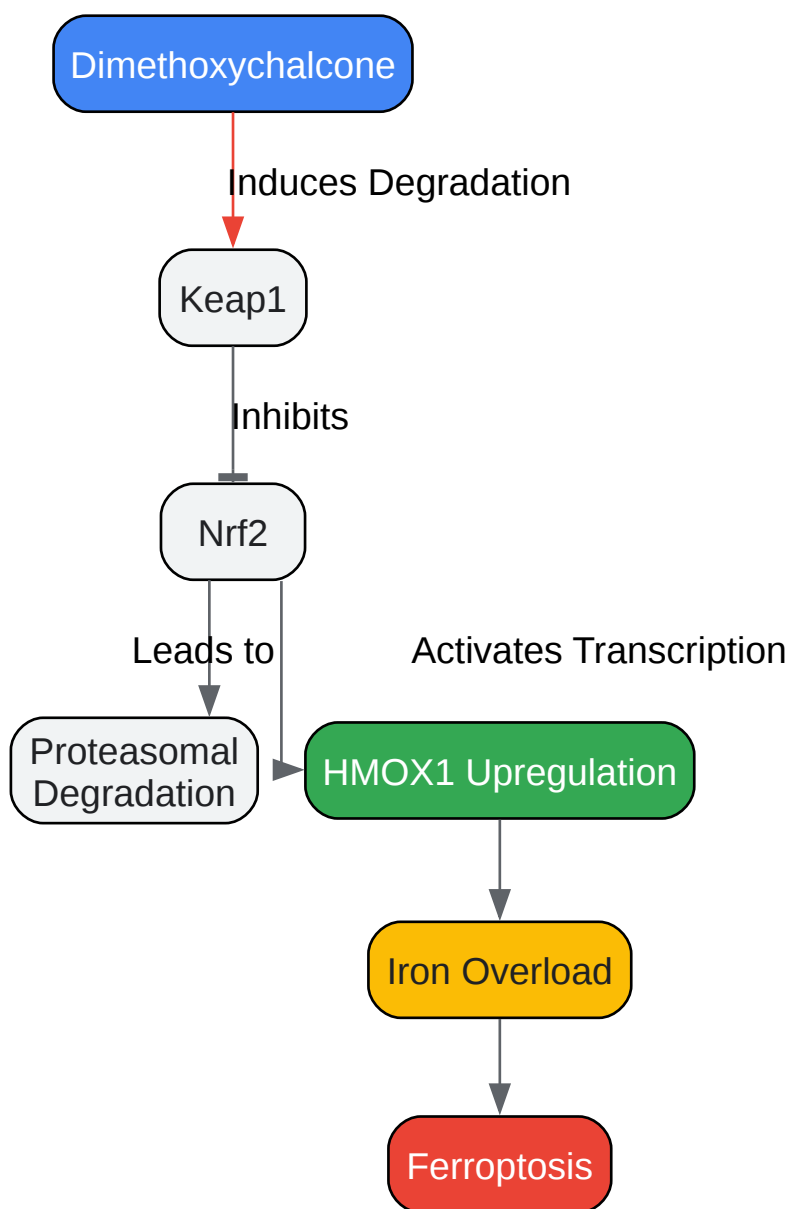 Dimethoxychalcone
Induces Degradation
Keap1
Inhibits
Nrf2
Leads to
Activates Transcription
Proteasomal
Degradation
HMOX1 Upregulation
Iron Overload
Ferroptosis